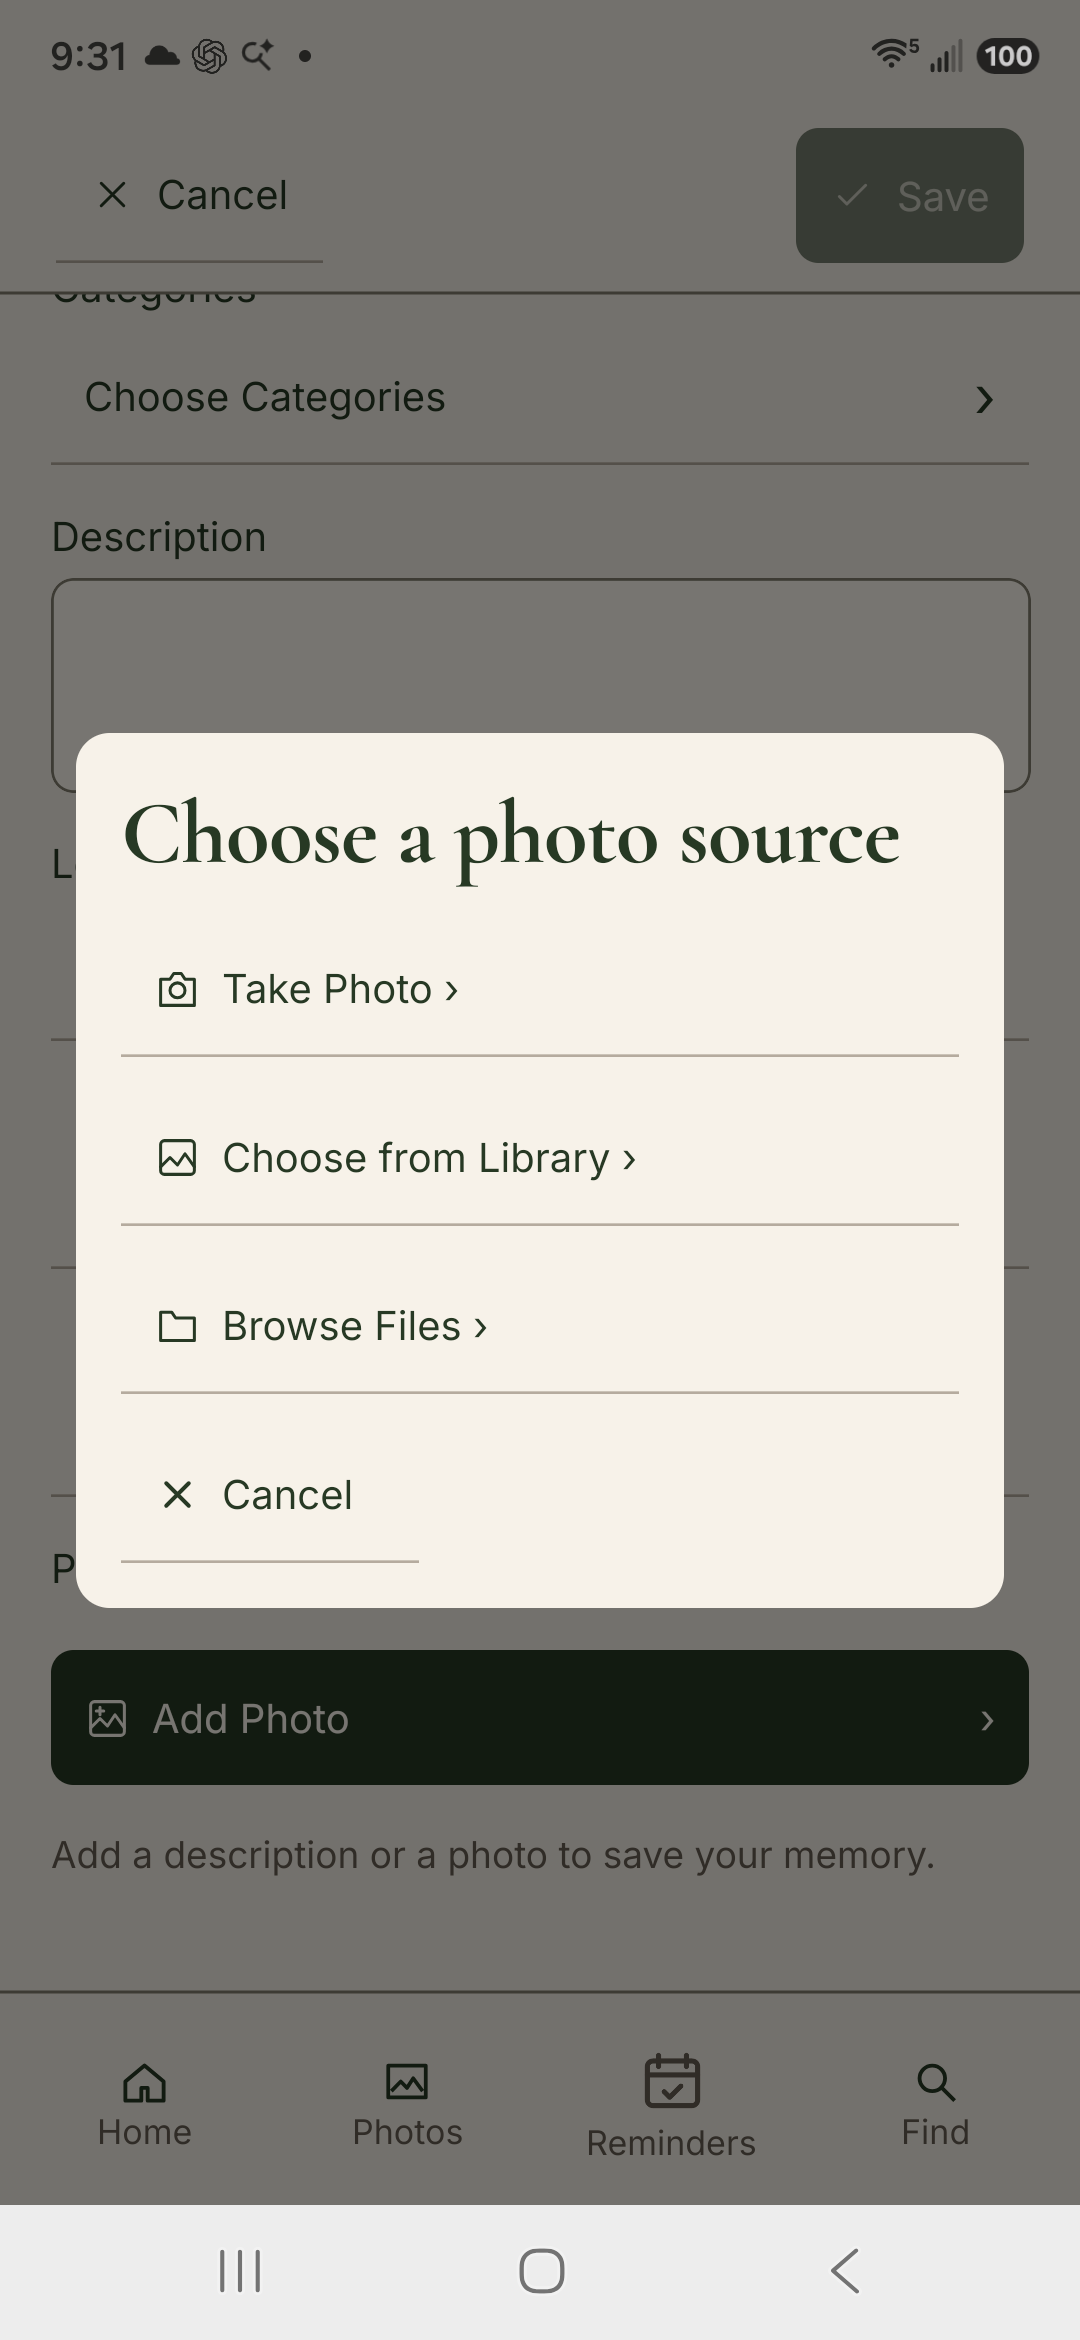 9:31
5
100
Cancel
Save
Categories
Choose Categories ›
Description
Choose a photo source
Take Photo ›
Choose from Library ›
Browse Files ›
Cancel
Add Photo ›
Add a description or a photo to save your memory.
Home
Photos
Reminders
Find